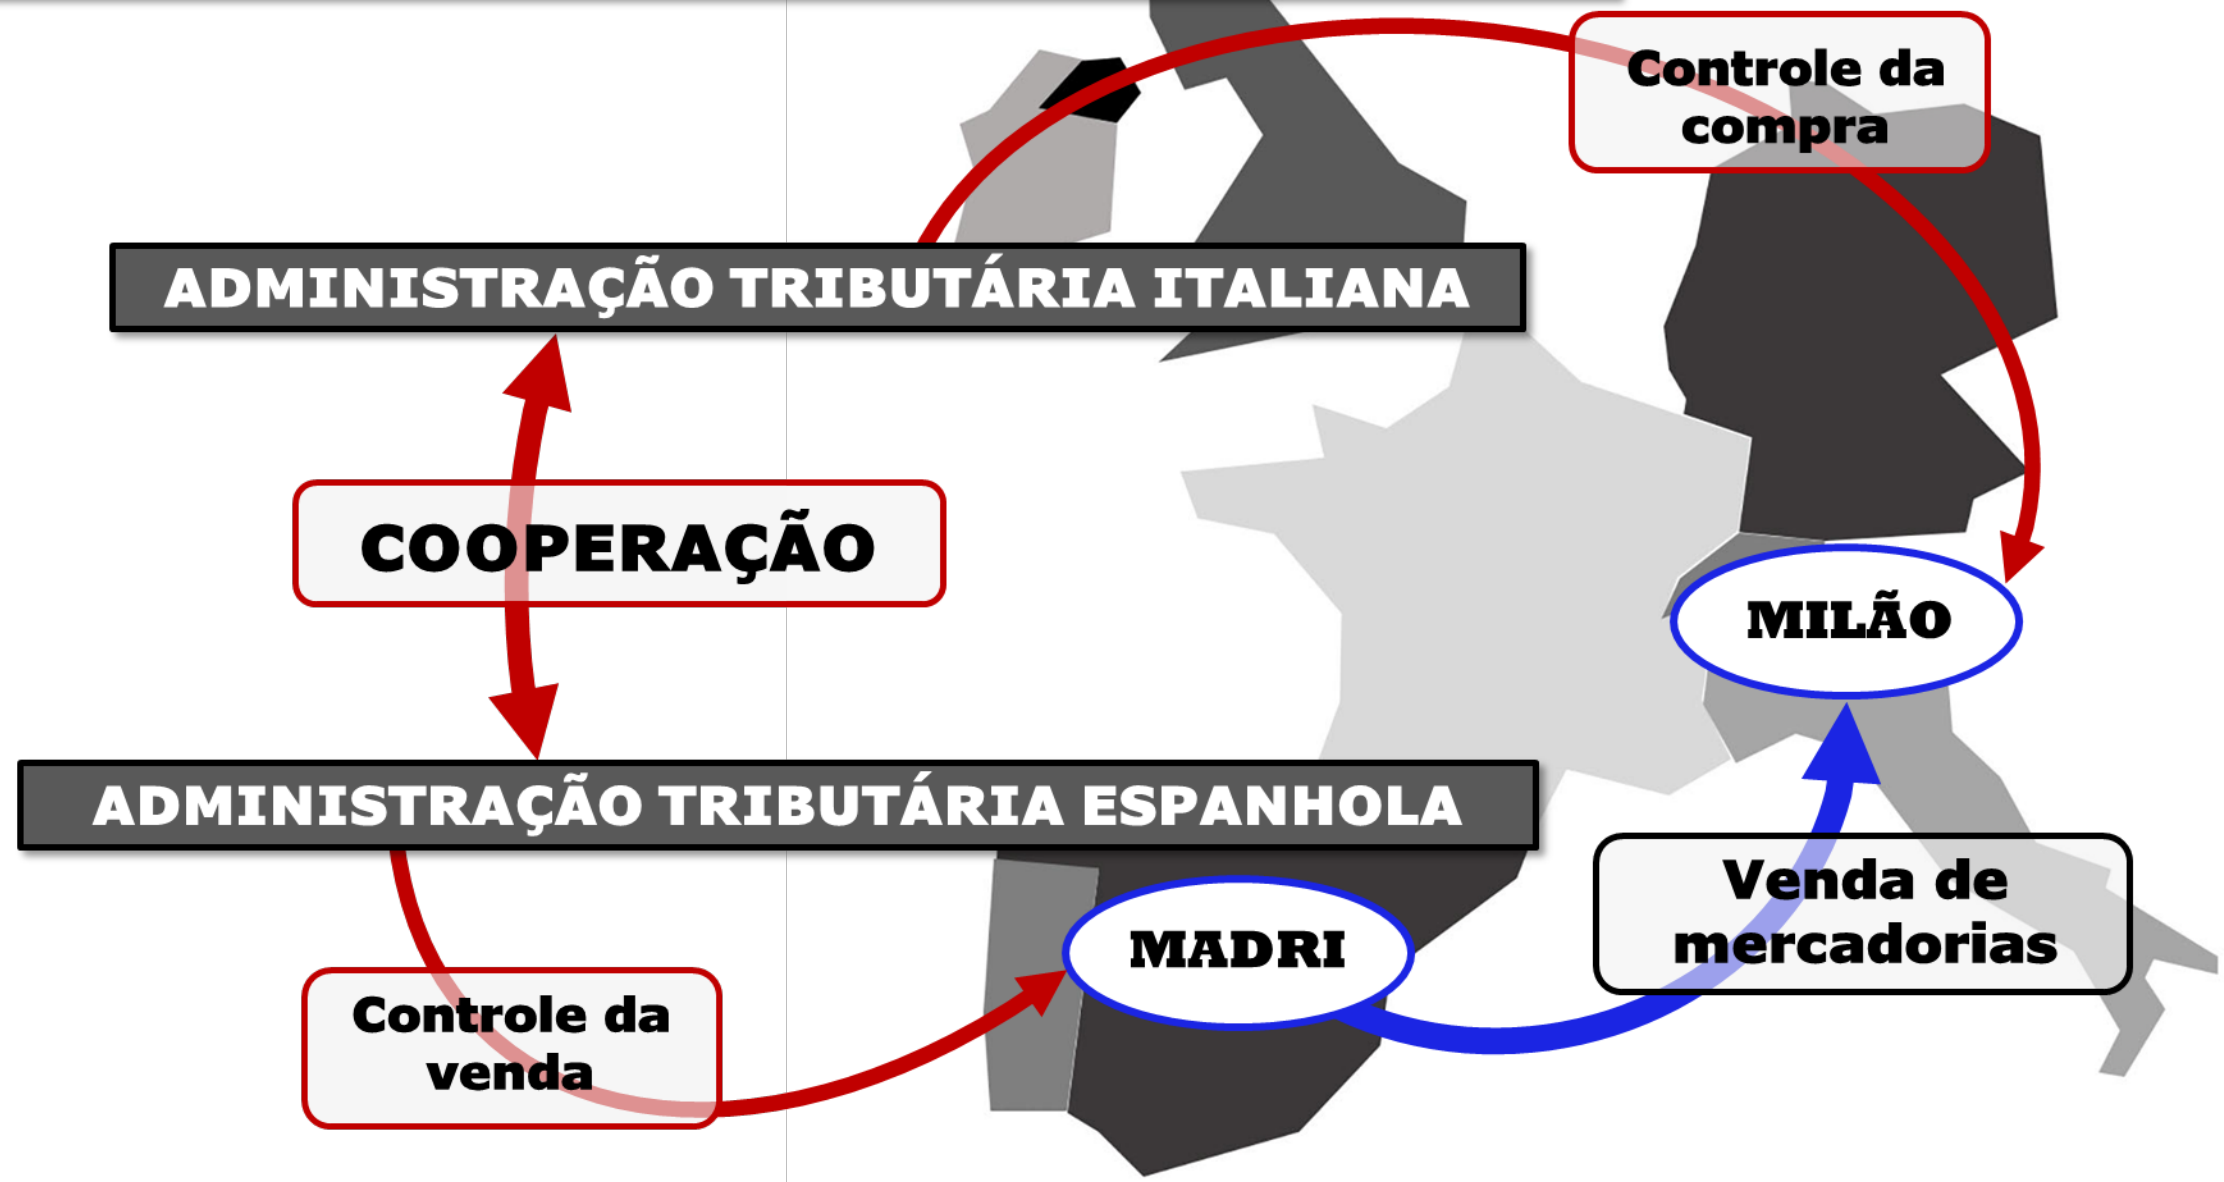 Controle da
compra
ADMINISTRAÇÃO TRIBUTÁRIA ITALIANA
COOPERAÇÃO
MILÃO
ADMINISTRAÇÃO TRIBUTÁRIA ESPANHOLA
Venda de
mercadorias
MADRI
Controle da
venda